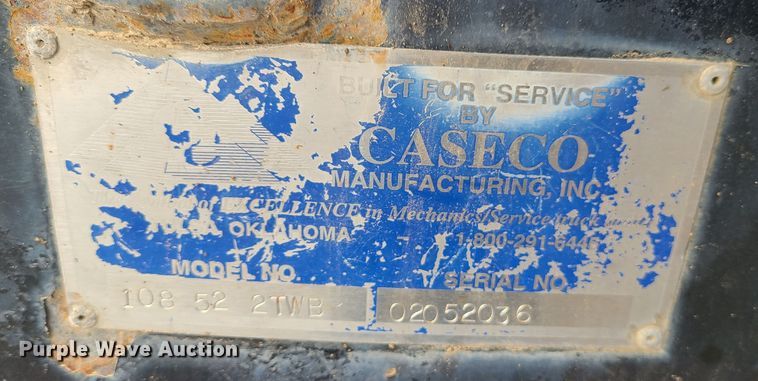 BUILT FOR "SERVICE"
BY
CASECO
MANUFACTURING, INC.
of EXCELLENCE in Mechanics/Service
OKLAHOMA 1-800-291-6446
MODEL NO. SERIAL NO.
108 52 2TWB 02052036
Purple Wave Auction